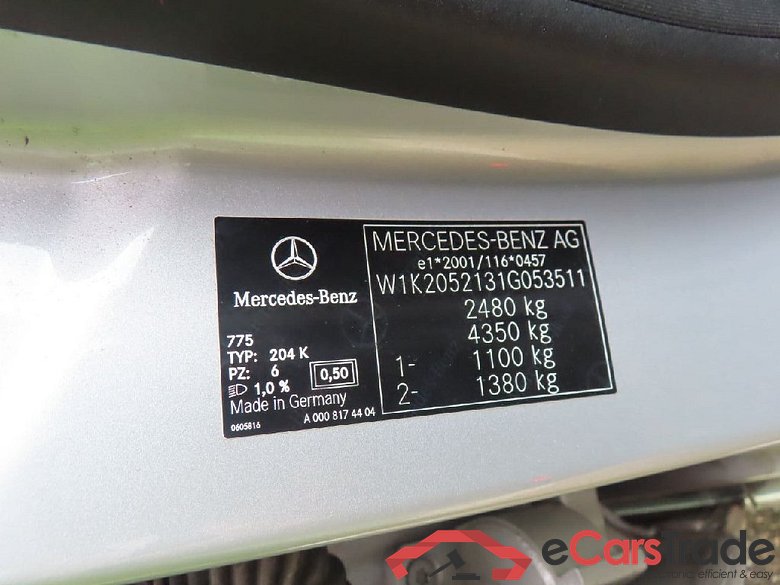 Mercedes-Benz
775
TYP: 204 K
PZ: 6
0,50
1,0 %
Made in Germany
0605816
A 000 817 44 04
MERCEDES-BENZ AG
e1*2001/116*0457
W1K2052131G053511
2480 kg
4350 kg
1- 1100 kg
2- 1380 kg
eCarsTrade
efficient & easy